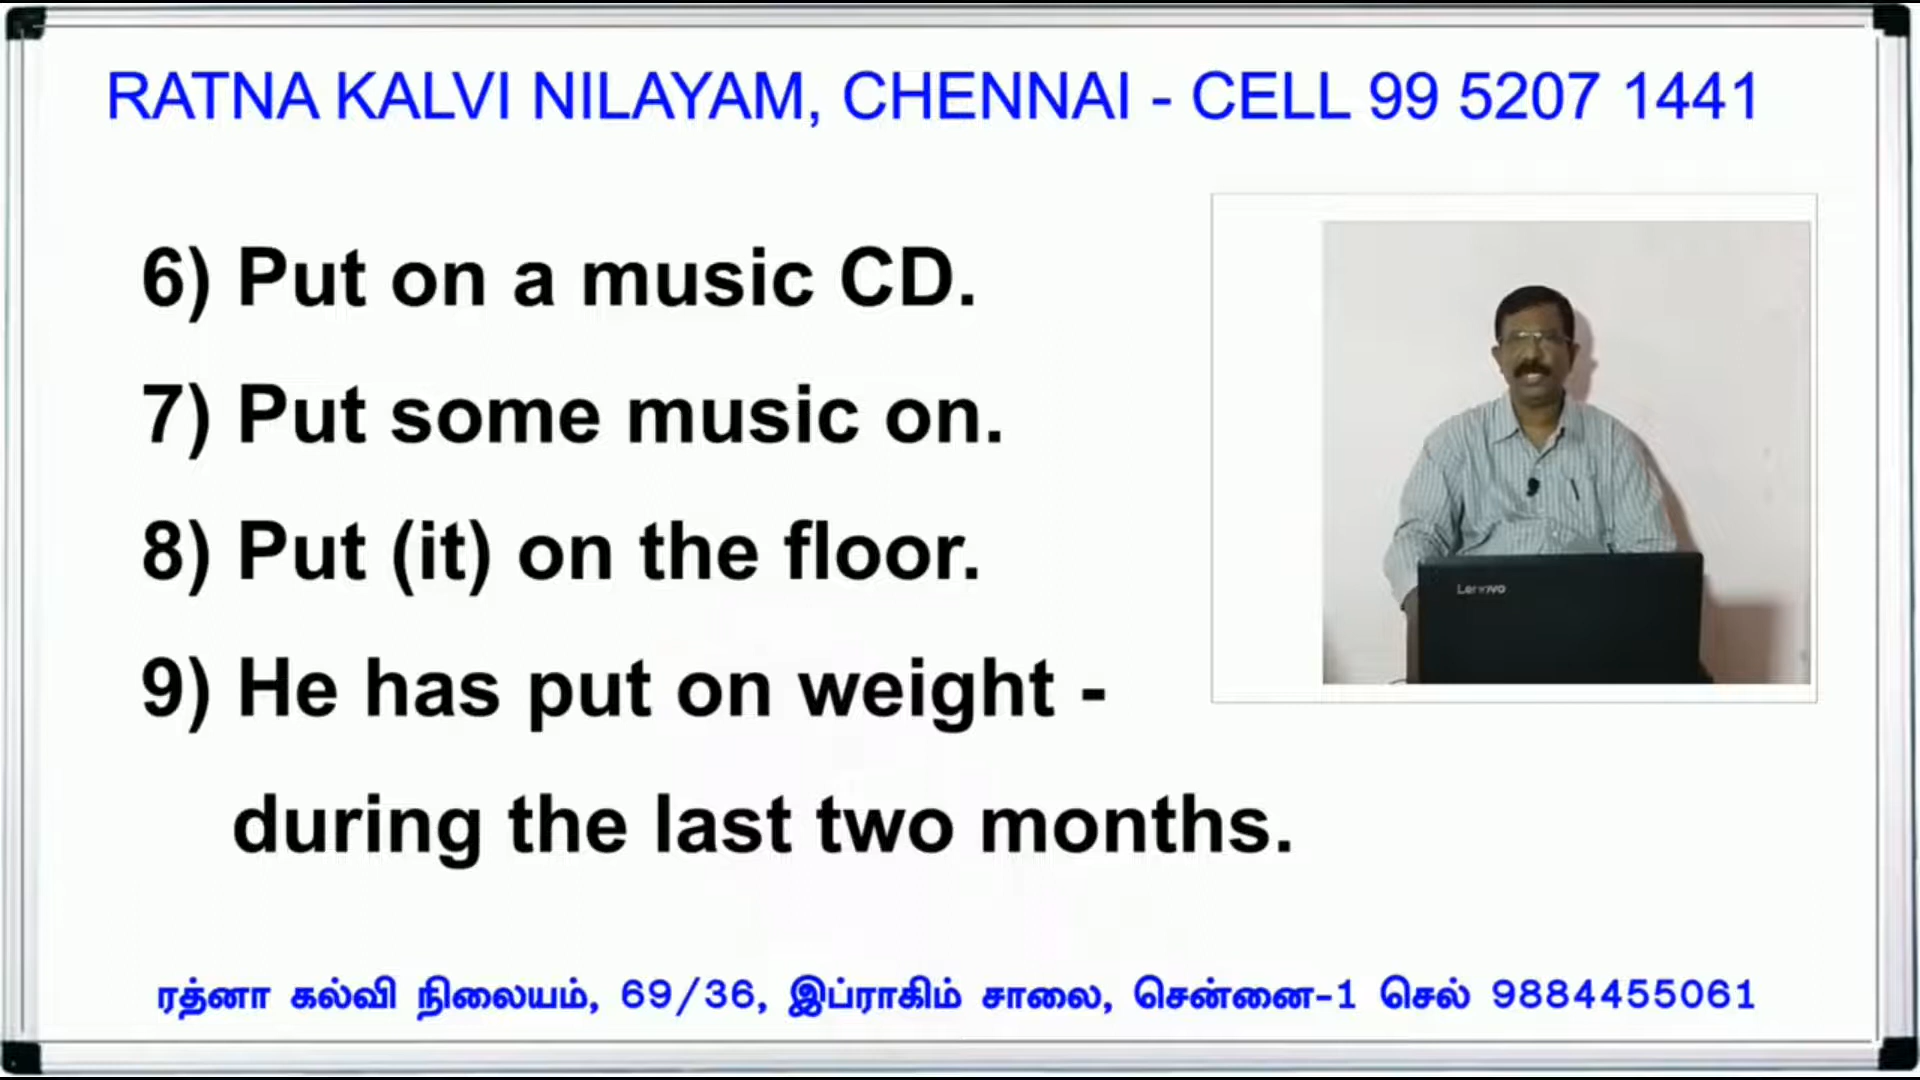 RATNA KALVI NILAYAM, CHENNAI - CELL 99 5207 1441
6) Put on a music CD.
7) Put some music on.
8) Put (it) on the floor.
9) He has put on weight -
during the last two months.
Lenovo
ரத்னா கல்வி நிலையம், 69/36, இப்ராகிம் சாலை, சென்னை-1 செல் 9884455061